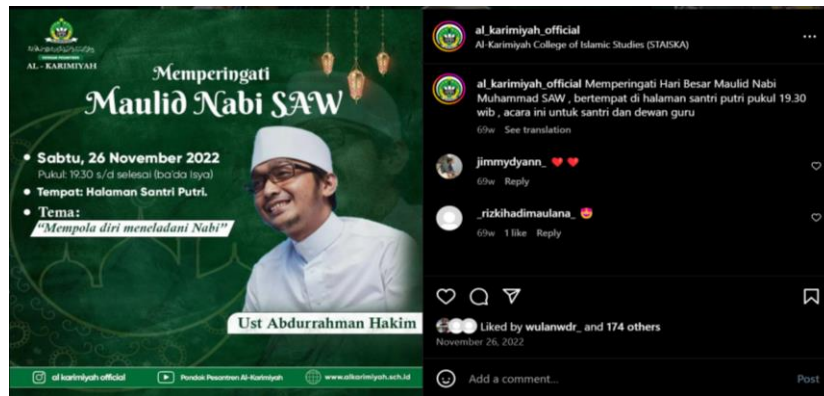 AL - KARIMIYAH
Memperingati
Maulid Nabi SAW
Sabtu, 26 November 2022
Pukul: 19.30 s/d selesai (ba'da Isya)
Tempat: Halaman Santri Putri.
Tema:
"Mempola diri meneladani Nabi"
Ust Abdurrahman Hakim
al karimiyah official
Pondok Pesantren Al-Karimiyah
www.alkarimiyah.sch.id
al_karimiyah_official
Al-Karimiyah College of Islamic Studies (STAISKA)
al_karimiyah_official Memperingati Hari Besar Maulid Nabi
Muhammad SAW , bertempat di halaman santri putri pukul 19.30
wib , acara ini untuk santri dan dewan guru
69w See translation
jimmydyann_ ❤️ ❤️
69w Reply
_rizkihadimaulana_ 🤩
69w 1 like Reply
Liked by wulanwdr_ and 174 others
November 26, 2022
Add a comment...
Post